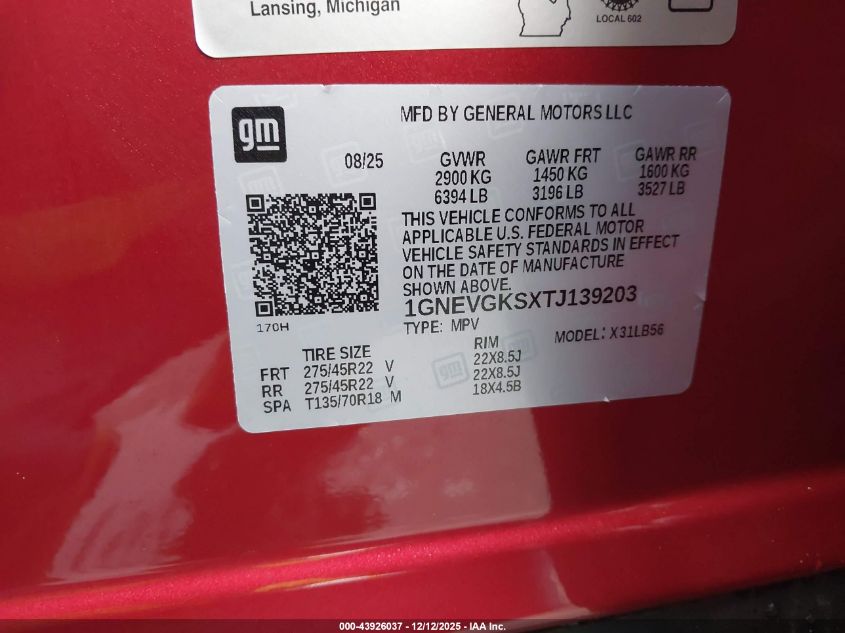 Lansing, Michigan
LOCAL 602
gm
MFD BY GENERAL MOTORS LLC
08/25
GVWR GAWR FRT GAWR RR
2900 KG 1450 KG 1600 KG
6394 LB 3196 LB 3527 LB
THIS VEHICLE CONFORMS TO ALL
APPLICABLE U.S. FEDERAL MOTOR
VEHICLE SAFETY STANDARDS IN EFFECT
ON THE DATE OF MANUFACTURE
SHOWN ABOVE.
1GNEVGKSXTJ139203
170H
TYPE: MPV MODEL: X31LB56
TIRE SIZE RIM
FRT 275/45R22 V 22X8.5J
RR 275/45R22 V 22X8.5J
SPA T135/70R18 M 18X4.5B
gm
000-43926037 - 12/12/2025 - IAA Inc.